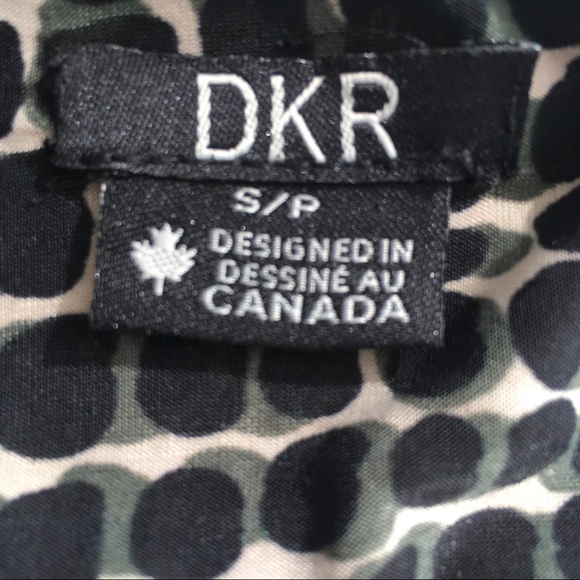 DKR
S/P
DESIGNED IN
DESSINÉ AU
CANADA